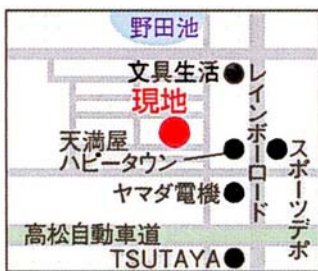 野田池
文具生活
現地
レインボーロード
天満屋
ハピータウン
スポーツデポ
ヤマダ電機
高松自動車道
TSUTAYA